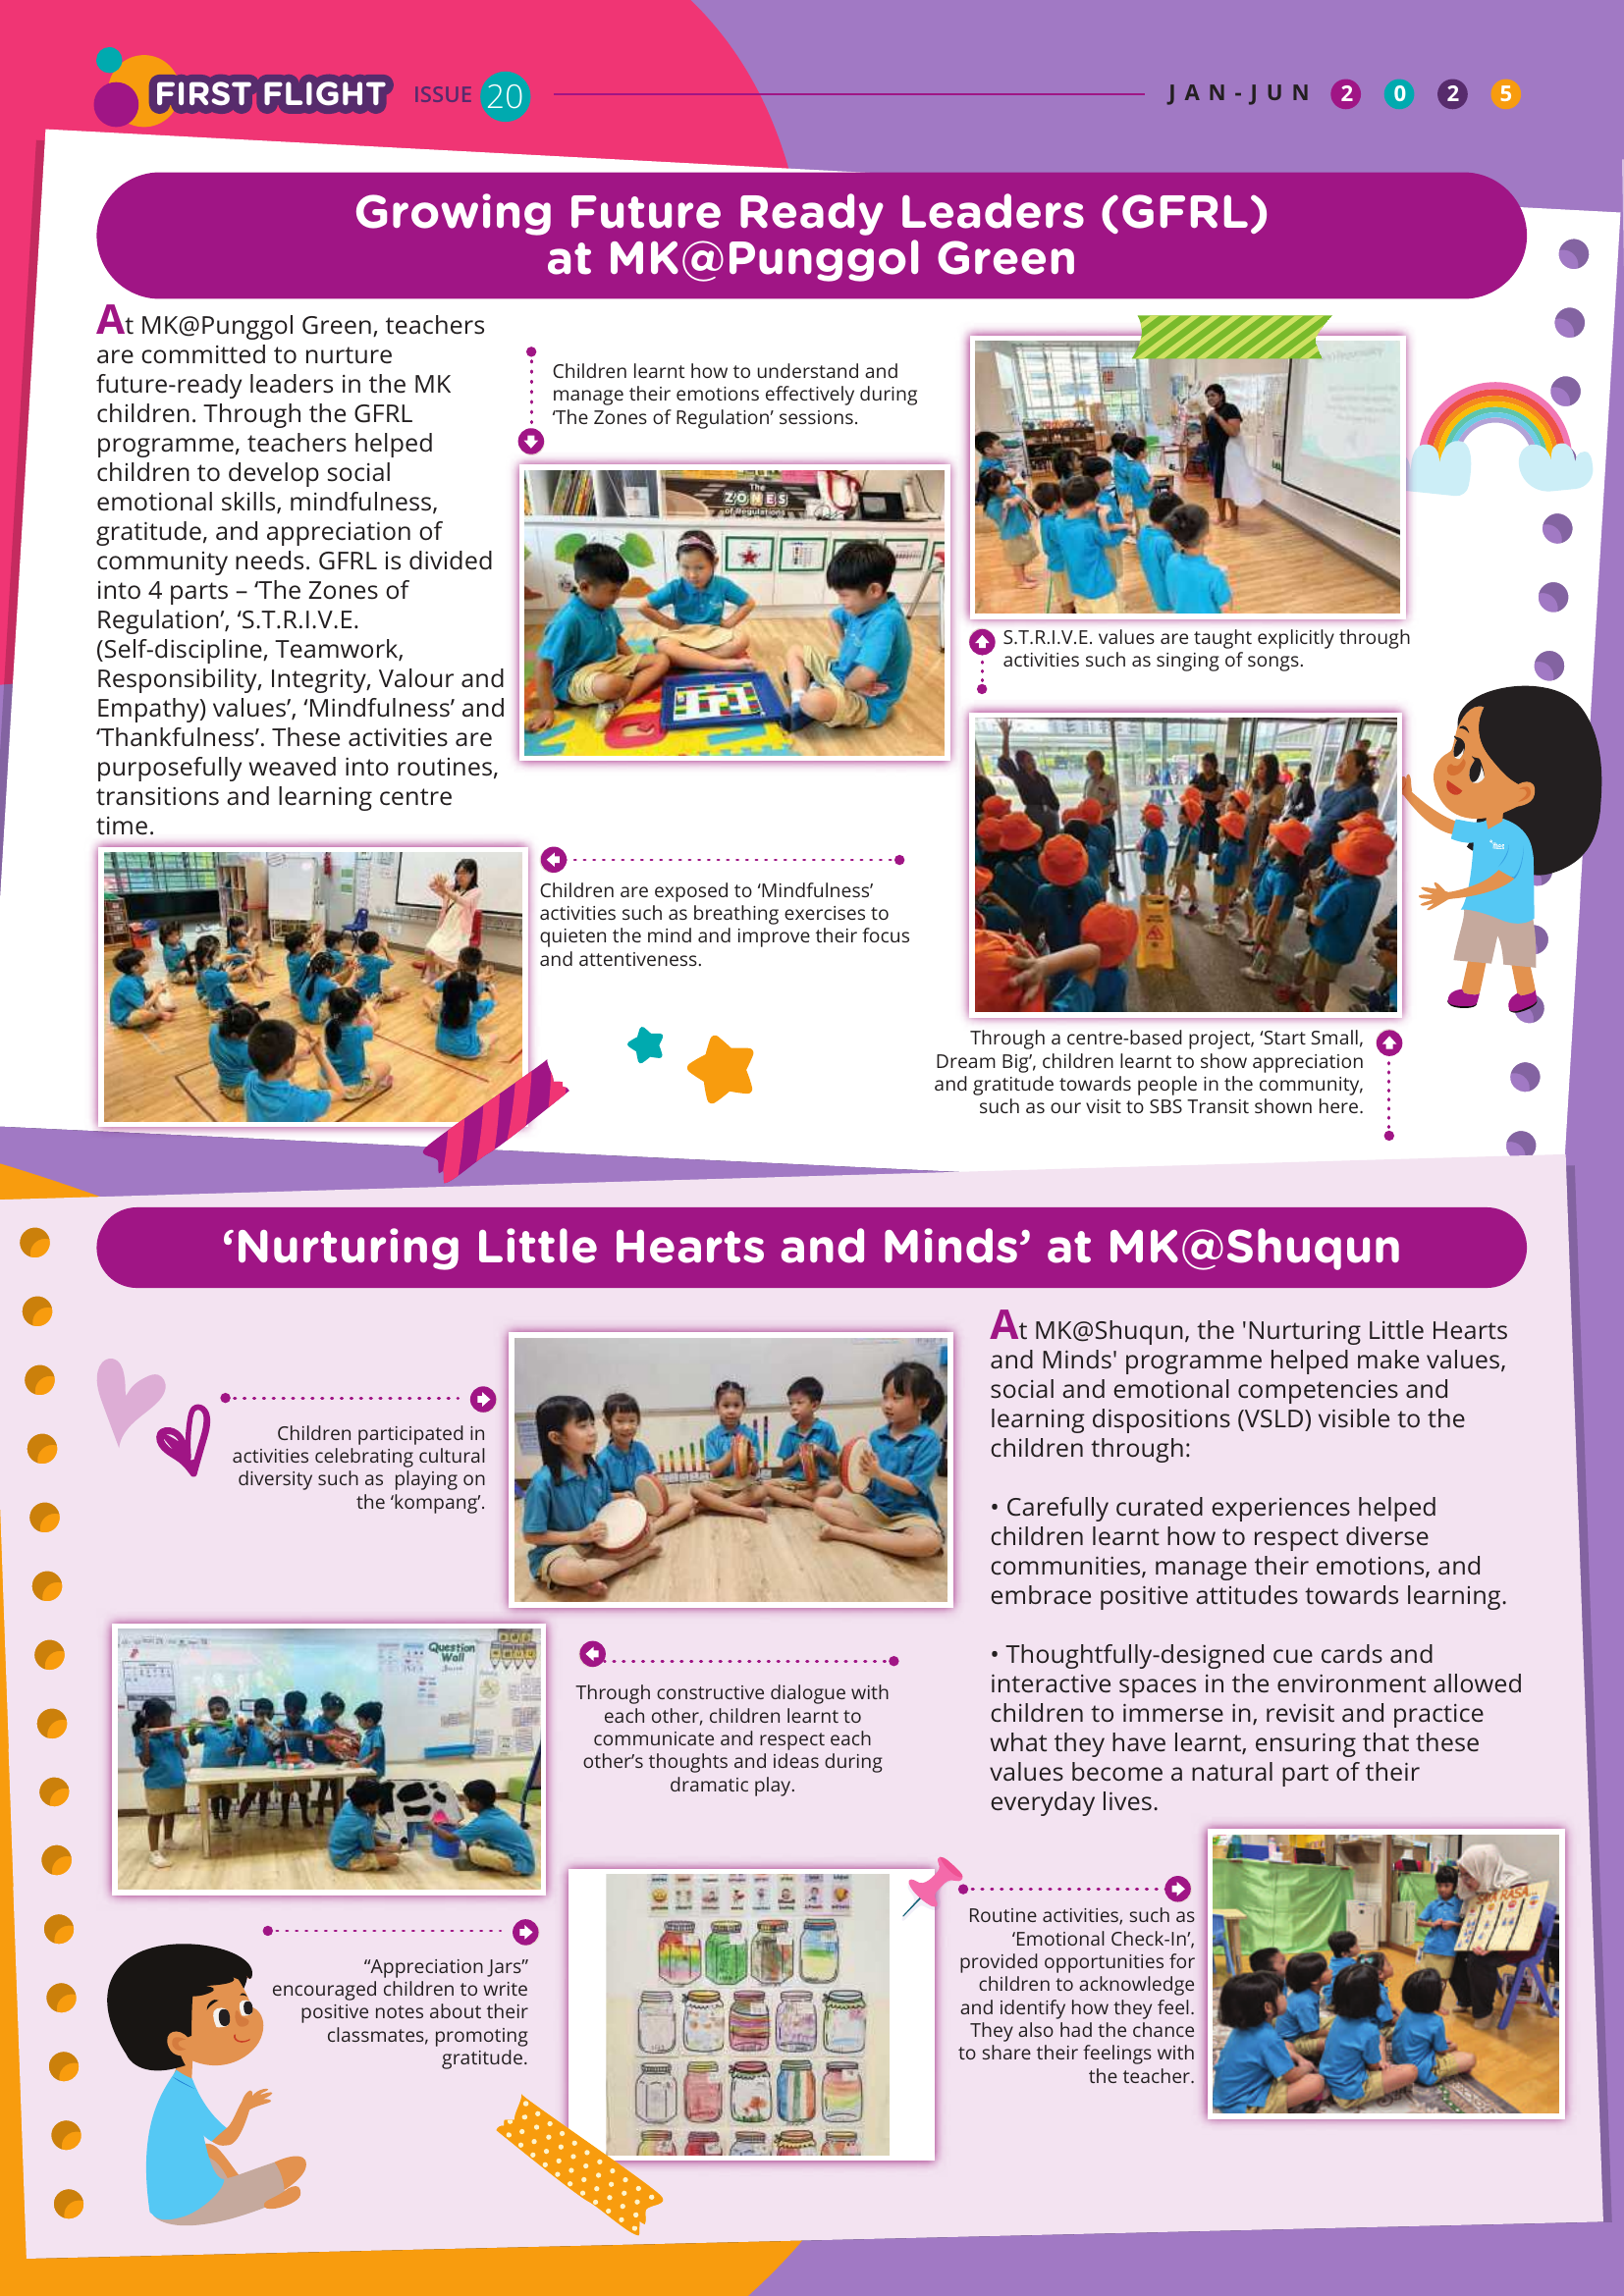 FIRST FLIGHT ISSUE 20
JAN-JUN 2025
Growing Future Ready Leaders (GFRL)
at MK@Punggol Green
At MK@Punggol Green, teachers
are committed to nurture
future-ready leaders in the MK
children. Through the GFRL
programme, teachers helped
children to develop social
emotional skills, mindfulness,
gratitude, and appreciation of
community needs. GFRL is divided
into 4 parts – ‘The Zones of
Regulation’, ‘S.T.R.I.V.E.
(Self-discipline, Teamwork,
Responsibility, Integrity, Valour and
Empathy) values’, ‘Mindfulness’ and
‘Thankfulness’. These activities are
purposefully weaved into routines,
transitions and learning centre
time.
Children learnt how to understand and
manage their emotions effectively during
‘The Zones of Regulation’ sessions.
The
ZONES
of Regulations
S.T.R.I.V.E. values are taught explicitly through
activities such as singing of songs.
Children are exposed to ‘Mindfulness’
activities such as breathing exercises to
quieten the mind and improve their focus
and attentiveness.
Through a centre-based project, ‘Start Small,
Dream Big’, children learnt to show appreciation
and gratitude towards people in the community,
such as our visit to SBS Transit shown here.
‘Nurturing Little Hearts and Minds’ at MK@Shuqun
Children participated in
activities celebrating cultural
diversity such as  playing on
the ‘kompang’.
At MK@Shuqun, the 'Nurturing Little Hearts
and Minds' programme helped make values,
social and emotional competencies and
learning dispositions (VSLD) visible to the
children through:
• Carefully curated experiences helped
children learnt how to respect diverse
communities, manage their emotions, and
embrace positive attitudes towards learning.
• Thoughtfully-designed cue cards and
interactive spaces in the environment allowed
children to immerse in, revisit and practice
what they have learnt, ensuring that these
values become a natural part of their
everyday lives.
Question
Wall
Through constructive dialogue with
each other, children learnt to
communicate and respect each
other’s thoughts and ideas during
dramatic play.
“Appreciation Jars”
encouraged children to write
positive notes about their
classmates, promoting
gratitude.
Routine activities, such as
‘Emotional Check-In’,
provided opportunities for
children to acknowledge
and identify how they feel.
They also had the chance
to share their feelings with
the teacher.
RASA...